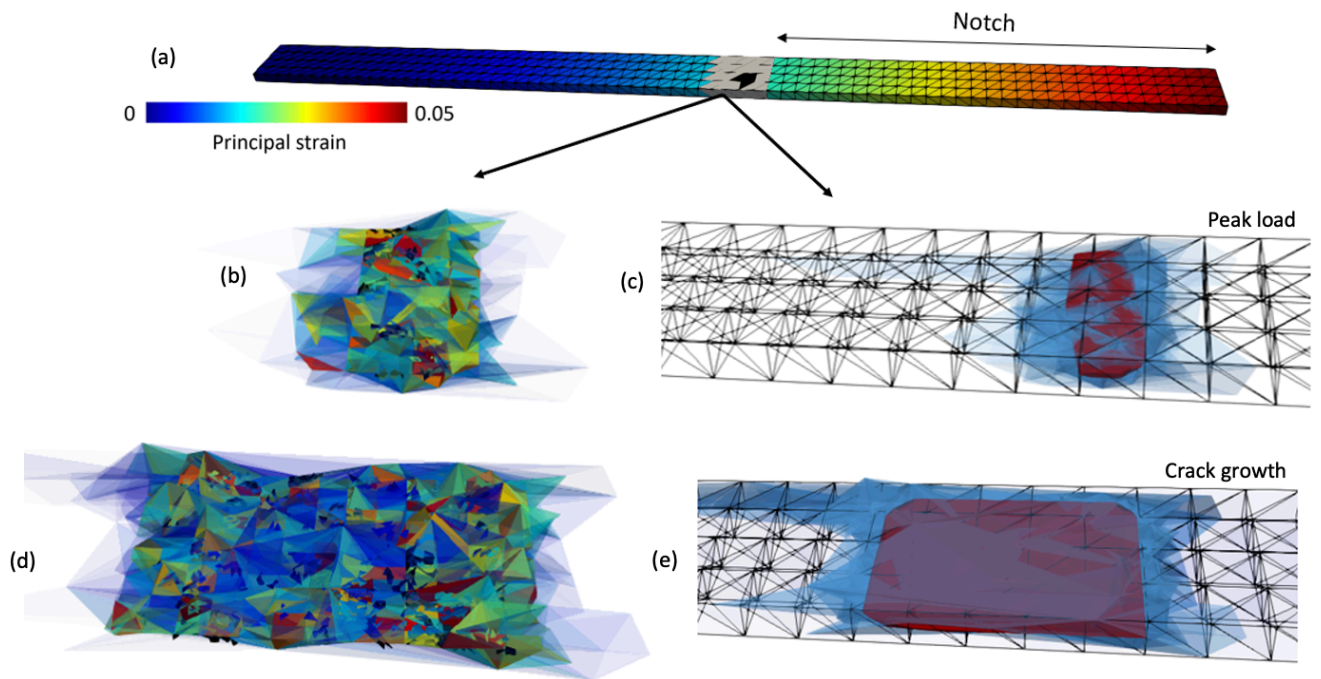 Notch
(a)
0 0.05
Principal strain
Peak load
(b)
(c)
Crack growth
(d)
(e)